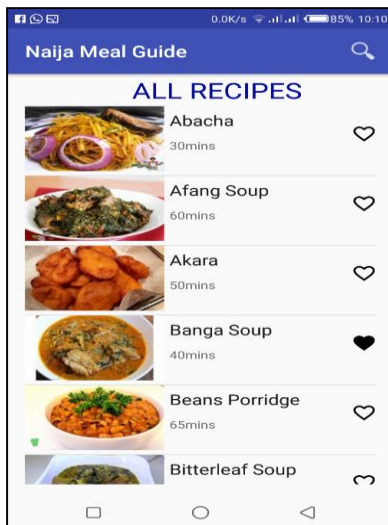 0.0K/s 85% 10:10
Naija Meal Guide
ALL RECIPES
Abacha
30mins
Afang Soup
60mins
Akara
50mins
Banga Soup
40mins
Beans Porridge
65mins
Bitterleaf Soup